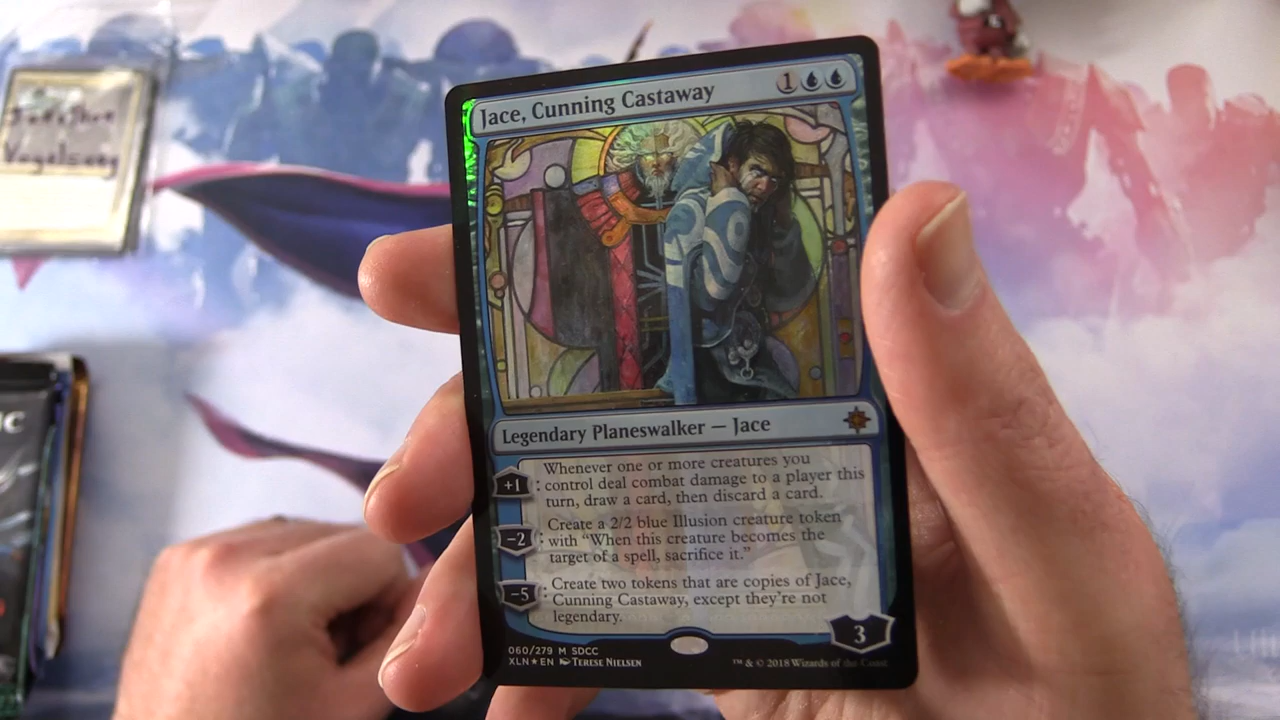 Jace, Cunning Castaway
1
Legendary Planeswalker — Jace
+1
: Whenever one or more creatures you
control deal combat damage to a player this
turn, draw a card, then discard a card.
−2
: Create a 2/2 blue Illusion creature token
with “When this creature becomes the
target of a spell, sacrifice it.”
−5
: Create two tokens that are copies of Jace,
Cunning Castaway, except they're not
legendary.
3
060/279 M SDCC
XLN★EN TERESE NIELSEN
™ & © 2018 Wizards of the Coast
IC